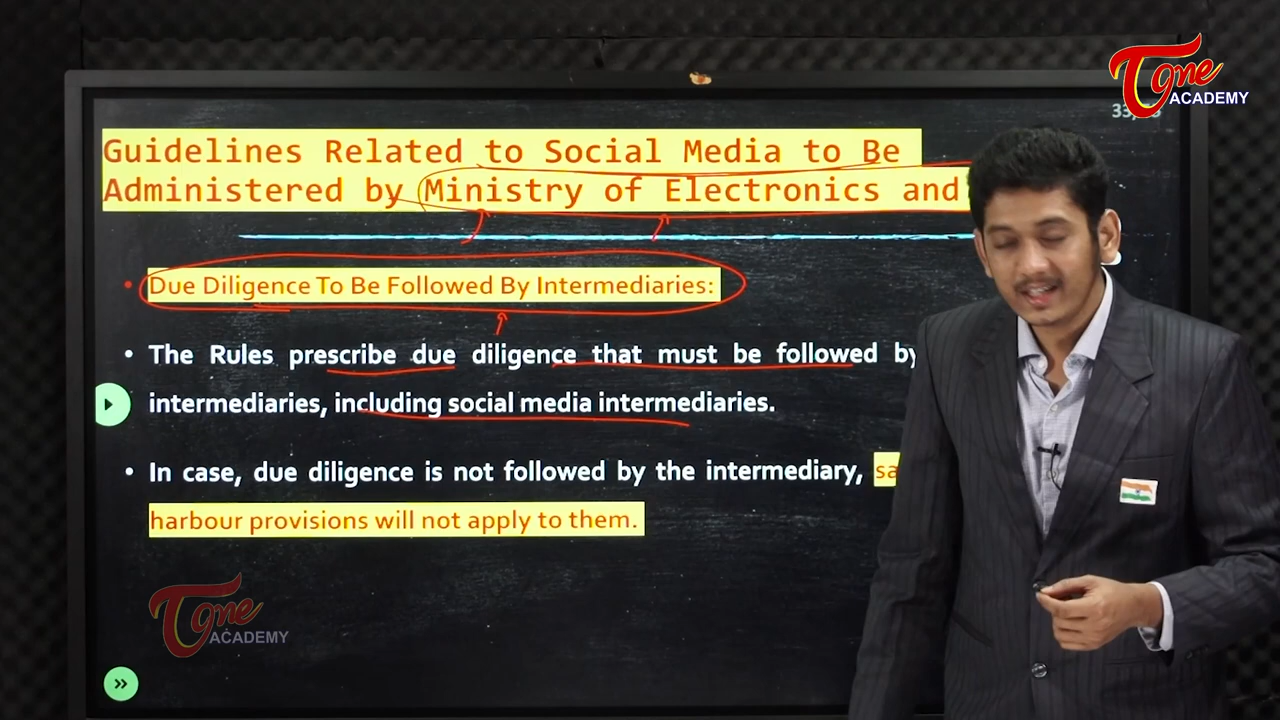 Tone
ACADEMY
Guidelines Related to Social Media to Be
Administered by Ministry of Electronics and
Due Diligence To Be Followed By Intermediaries:
• The Rules prescribe due diligence that must be followed by
intermediaries, including social media intermediaries.
• In case, due diligence is not followed by the intermediary,
harbour provisions will not apply to them.
Tone
ACADEMY